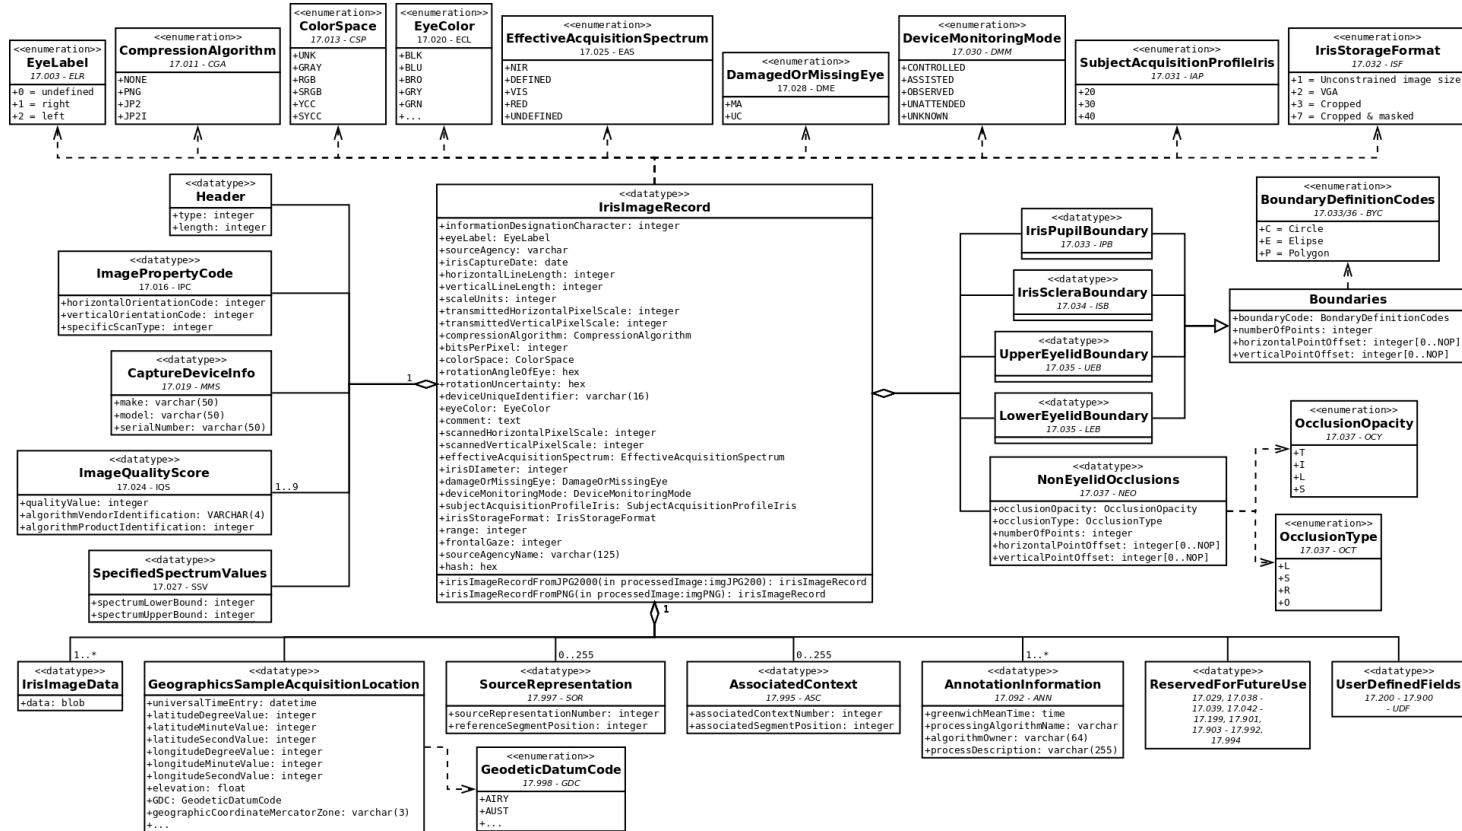 <<enumeration>>
EyeLabel
17.003 - ELR
+0 = undefined
+1 = right
+2 = left
<<enumeration>>
CompressionAlgorithm
17.011 - CGA
+NONE
+PNG
+JP2
+JP2I
<<enumeration>>
ColorSpace
17.013 - CSP
+UNK
+GRAY
+RGB
+SRGB
+YCC
+SYCC
<<enumeration>>
EyeColor
17.020 - ECL
+BLK
+BLU
+BRO
+GRY
+GRN
+...
<<enumeration>>
EffectiveAcquisitionSpectrum
17.025 - EAS
+NIR
+DEFINED
+VIS
+RED
+UNDEFINED
<<enumeration>>
DamagedOrMissingEye
17.028 - DME
+MA
+UC
<<enumeration>>
DeviceMonitoringMode
17.030 - DMM
+CONTROLLED
+ASSISTED
+OBSERVED
+UNATTENDED
+UNKNOWN
<<enumeration>>
SubjectAcquisitionProfileIris
17.031 - IAP
+20
+30
+40
<<enumeration>>
IrisStorageFormat
17.032 - ISF
+1 = Unconstrained image size
+2 = VGA
+3 = Cropped
+7 = Cropped & masked
<<datatype>>
Header
+type: integer
+length: integer
<<datatype>>
ImagePropertyCode
17.016 - IPC
+horizontalOrientationCode: integer
+verticalOrientationCode: integer
+specificScanType: integer
<<datatype>>
CaptureDeviceInfo
17.019 - MMS
+make: varchar(50)
+model: varchar(50)
+serialNumber: varchar(50)
<<datatype>>
ImageQualityScore
17.024 - IQS
+qualityValue: integer
+algorithmVendorIdentification: VARCHAR(4)
+algorithmProductIdentification: integer
<<datatype>>
SpecifiedSpectrumValues
17.027 - SSV
+spectrumLowerBound: integer
+spectrumUpperBound: integer
1
1..9
<<datatype>>
IrisImageRecord
+informationDesignationCharacter: integer
+eyeLabel: EyeLabel
+sourceAgency: varchar
+irisCaptureDate: date
+horizontalLineLength: integer
+verticalLineLength: integer
+scaleUnits: integer
+transmittedHorizontalPixelScale: integer
+transmittedVerticalPixelScale: integer
+compressionAlgorithm: CompressionAlgorithm
+bitsPerPixel: integer
+colorSpace: ColorSpace
+rotationAngleOfEye: hex
+rotationUncertainty: hex
+deviceUniqueIdentifier: varchar(16)
+eyeColor: EyeColor
+comment: text
+scannedHorizontalPixelScale: integer
+scannedVerticalPixelScale: integer
+effectiveAcquisitionSpectrum: EffectiveAcquisitionSpectrum
+irisDIameter: integer
+damageOrMissingEye: DamageOrMissingEye
+deviceMonitoringMode: DeviceMonitoringMode
+subjectAcquisitionProfileIris: SubjectAcquisitionProfileIris
+irisStorageFormat: IrisStorageFormat
+range: integer
+frontalGaze: integer
+sourceAgencyName: varchar(125)
+hash: hex
+irisImageRecordFromJPG2000(in processedImage:imgJPG200): irisImageRecord
+irisImageRecordFromPNG(in processedImage:imgPNG): irisImageRecord
1
<<datatype>>
IrisPupilBoundary
17.033 - IPB
<<datatype>>
IrisScleraBoundary
17.034 - ISB
<<datatype>>
UpperEyelidBoundary
17.035 - UEB
<<datatype>>
LowerEyelidBoundary
17.035 - LEB
<<datatype>>
NonEyelidOcclusions
17.037 - NEO
+occlusionOpacity: OcclusionOpacity
+occlusionType: OcclusionType
+numberOfPoints: integer
+horizontalPointOffset: integer[0..NOP]
+verticalPointOffset: integer[0..NOP]
<<enumeration>>
BoundaryDefinitionCodes
17.033/36 - BYC
+C = Circle
+E = Elipse
+P = Polygon
Boundaries
+boundaryCode: BondaryDefinitionCodes
+numberOfPoints: integer
+horizontalPointOffset: integer[0..NOP]
+verticalPointOffset: integer[0..NOP]
<<enumeration>>
OcclusionOpacity
17.037 - OCY
+T
+I
+L
+S
<<enumeration>>
OcclusionType
17.037 - OCT
+L
+S
+R
+O
1..*
<<datatype>>
IrisImageData
+data: blob
<<datatype>>
GeographicsSampleAcquisitionLocation
+universalTimeEntry: datetime
+latitudeDegreeValue: integer
+latitudeMinuteValue: integer
+latitudeSecondValue: integer
+longitudeDegreeValue: integer
+longitudeMinuteValue: integer
+longitudeSecondValue: integer
+elevation: float
+GDC: GeodeticDatumCode
+geographicCoordinateMercatorZone: varchar(3)
+...
0..255
<<datatype>>
SourceRepresentation
17.997 - SOR
+sourceRepresentationNumber: integer
+referenceSegmentPosition: integer
<<enumeration>>
GeodeticDatumCode
17.998 - GDC
+AIRY
+AUST
+...
0..255
<<datatype>>
AssociatedContext
17.995 - ASC
+associatedContextNumber: integer
+associatedSegmentPosition: integer
1..*
<<datatype>>
AnnotationInformation
17.092 - ANN
+greenwichMeanTime: time
+processingAlgorithmName: varchar
+algorithmOwner: varchar(64)
+processDescription: varchar(255)
<<datatype>>
ReservedForFutureUse
17.029, 17.038 -
17.039, 17.042 -
17.199, 17.901,
17.903 - 17.992,
17.994
<<datatype>>
UserDefinedFields
17.200 - 17.900
- UDF